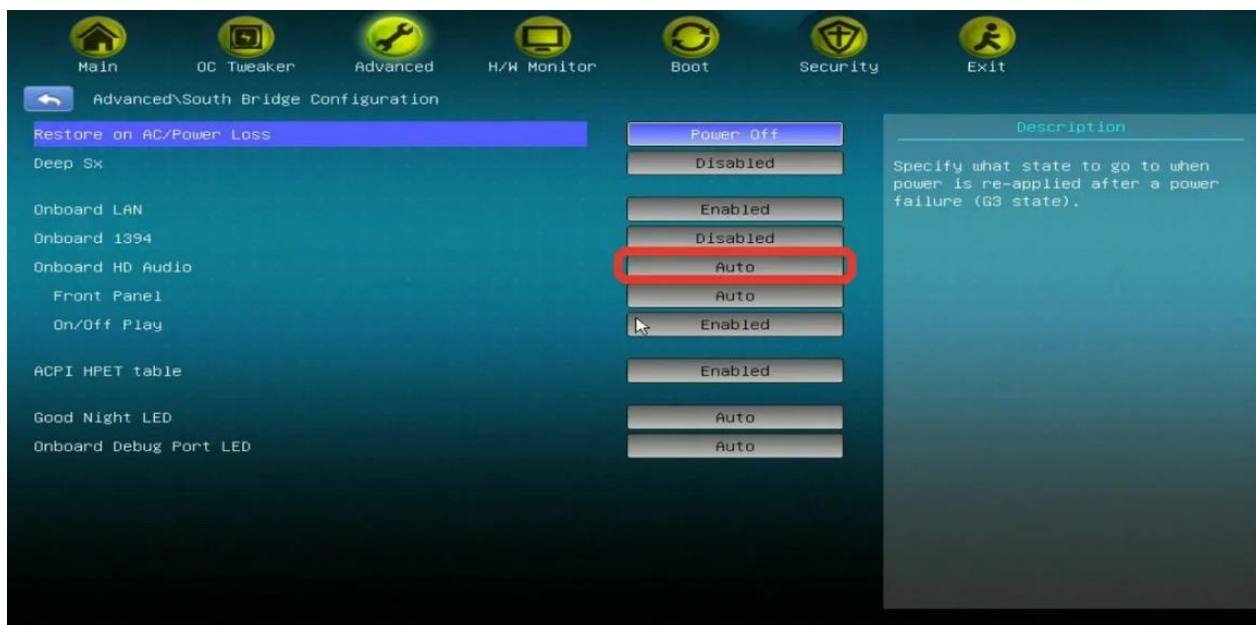 Main OC Tweaker Advanced H/W Monitor Boot Security Exit
Advanced\South Bridge Configuration
Restore on AC/Power Loss Power Off
Deep Sx Disabled
Onboard LAN Enabled
Onboard 1394 Disabled
Onboard HD Audio Auto
Front Panel Auto
On/Off Play Enabled
ACPI HPET table Enabled
Good Night LED Auto
Onboard Debug Port LED Auto
Description
Specify what state to go to when
power is re-applied after a power
failure (G3 state).